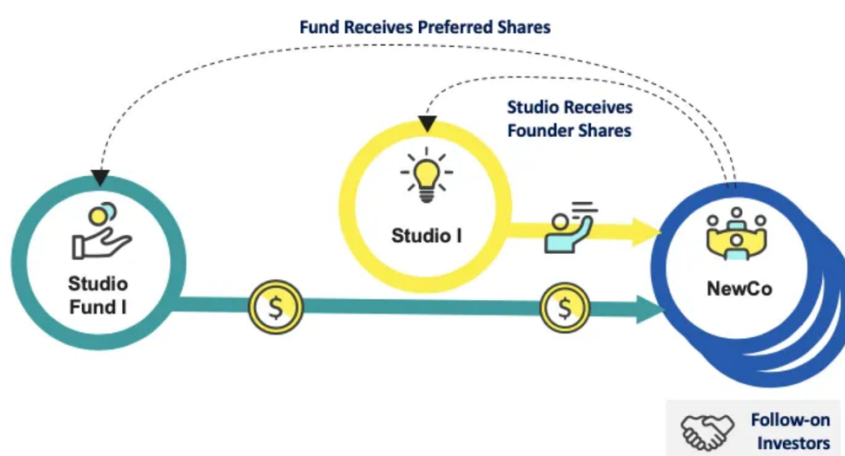 Fund Receives Preferred Shares
Studio Receives
Founder Shares
Studio I
Studio
Fund I
NewCo
$
$
Follow-on
Investors